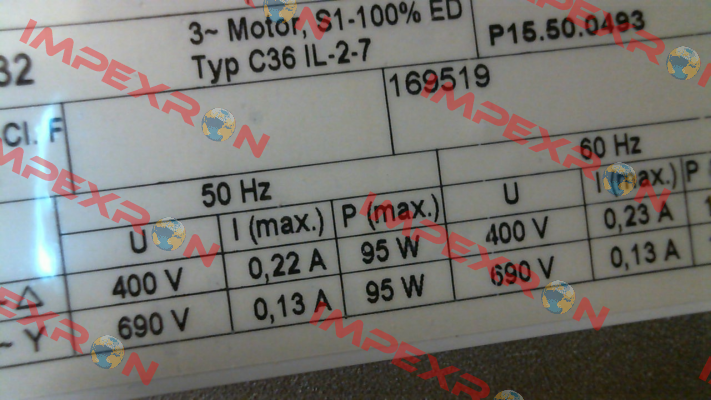 3~ Motor, S1-100% ED P15.50.0493
32 Typ C36 IL-2-7
169519
Cl. F
50 Hz 60 Hz
U I (max.) P (max.) U I (max.) P
Δ 400 V 0,22 A 95 W 400 V 0,23 A
~ Y 690 V 0,13 A 95 W 690 V 0,13 A
IMPEXRON